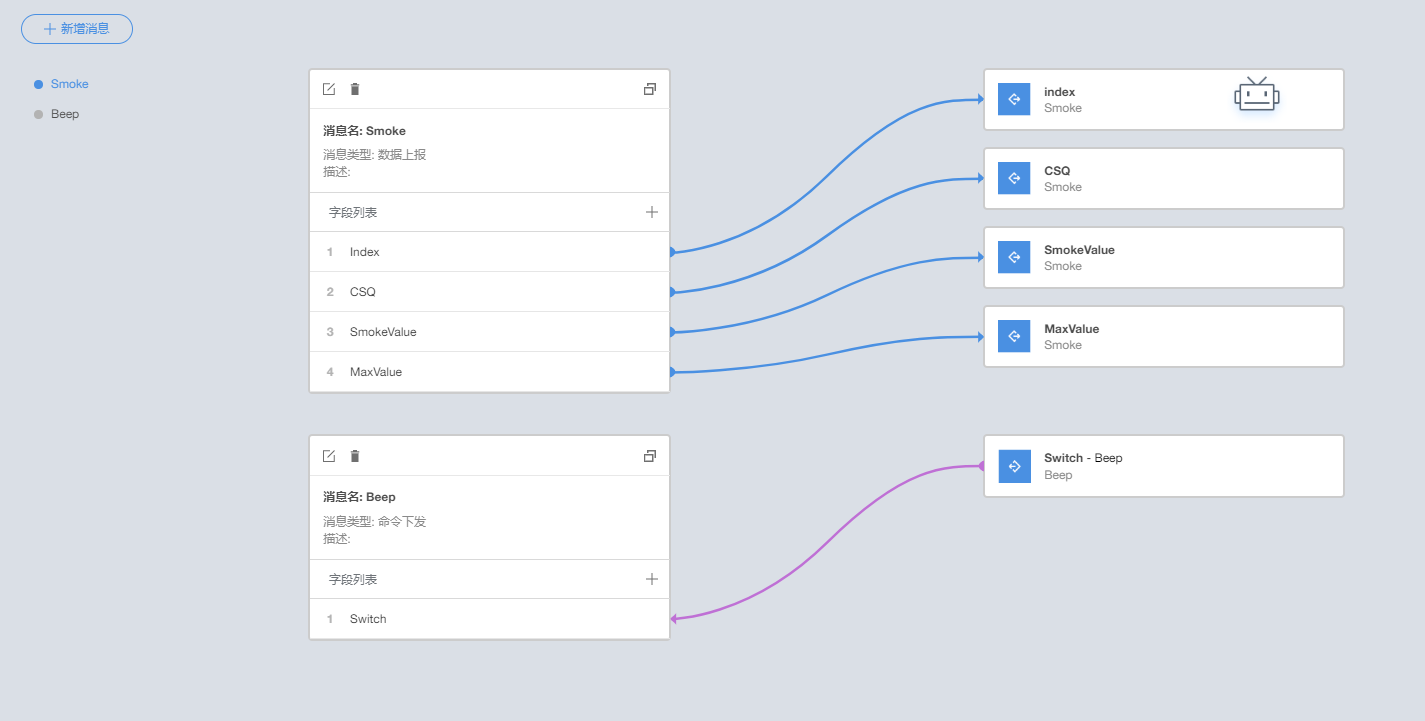 新增消息
Smoke
Beep
消息名: Smoke
消息类型: 数据上报
描述:
字段列表
1 Index
2 CSQ
3 SmokeValue
4 MaxValue
消息名: Beep
消息类型: 命令下发
描述:
字段列表
1 Switch
index
Smoke
CSQ
Smoke
SmokeValue
Smoke
MaxValue
Smoke
Switch - Beep
Beep